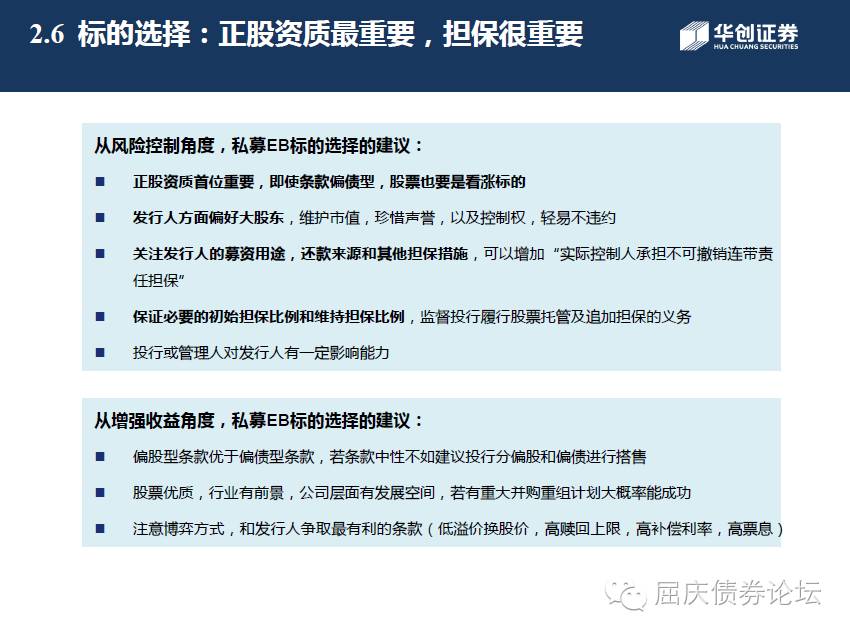 2.6 标的选择：正股资质最重要，担保很重要
华创证券
HUA CHUANG SECURITIES
从风险控制角度，私募EB标的选择的建议：
■ 正股资质首位重要，即使条款偏债型，股票也要是看涨标的
■ 发行人方面偏好大股东，维护市值，珍惜声誉，以及控制权，轻易不违约
■ 关注发行人的募资用途，还款来源和其他担保措施，可以增加“实际控制人承担不可撤销连带责
任担保”
■ 保证必要的初始担保比例和维持担保比例，监督投行履行股票托管及追加担保的义务
■ 投行或管理人对发行人有一定影响能力
从增强收益角度，私募EB标的选择的建议：
■ 偏股型条款优于偏债型条款，若条款中性不如建议投行分偏股和偏债进行搭售
■ 股票优质，行业有前景，公司层面有发展空间，若有重大并购重组计划大概率能成功
■ 注意博弈方式，和发行人争取最有利的条款（低溢价换股价，高赎回上限，高补偿利率，高票息）
屈庆债券论坛